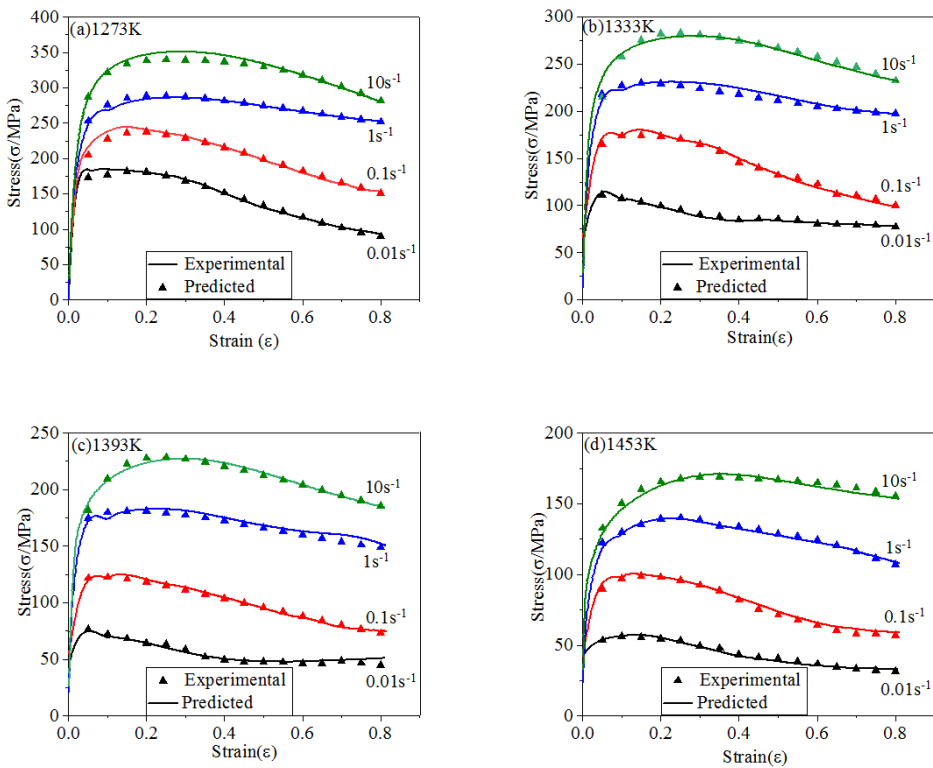 (a)1273K
400
350
300
250
200
150
100
50
0
Stress(σ/MPa)
10s-1
1s-1
0.1s-1
0.01s-1
Experimental
Predicted
0.0 0.2 0.4 0.6 0.8
Strain (ε)
(b)1333K
300
250
200
150
100
50
0
Stress(σ/MPa)
10s-1
1s-1
0.1s-1
0.01s-1
Experimental
Predicted
0.0 0.2 0.4 0.6 0.8
Strain(ε)
(c)1393K
250
200
150
100
50
0
Stress(σ/MPa)
10s-1
1s-1
0.1s-1
0.01s-1
Experimental
Predicted
0.0 0.2 0.4 0.6 0.8
Strain(ε)
(d)1453K
200
150
100
50
0
Stress(σ/MPa)
10s-1
1s-1
0.1s-1
0.01s-1
Experimental
Predicted
0.0 0.2 0.4 0.6 0.8
Strain(ε)